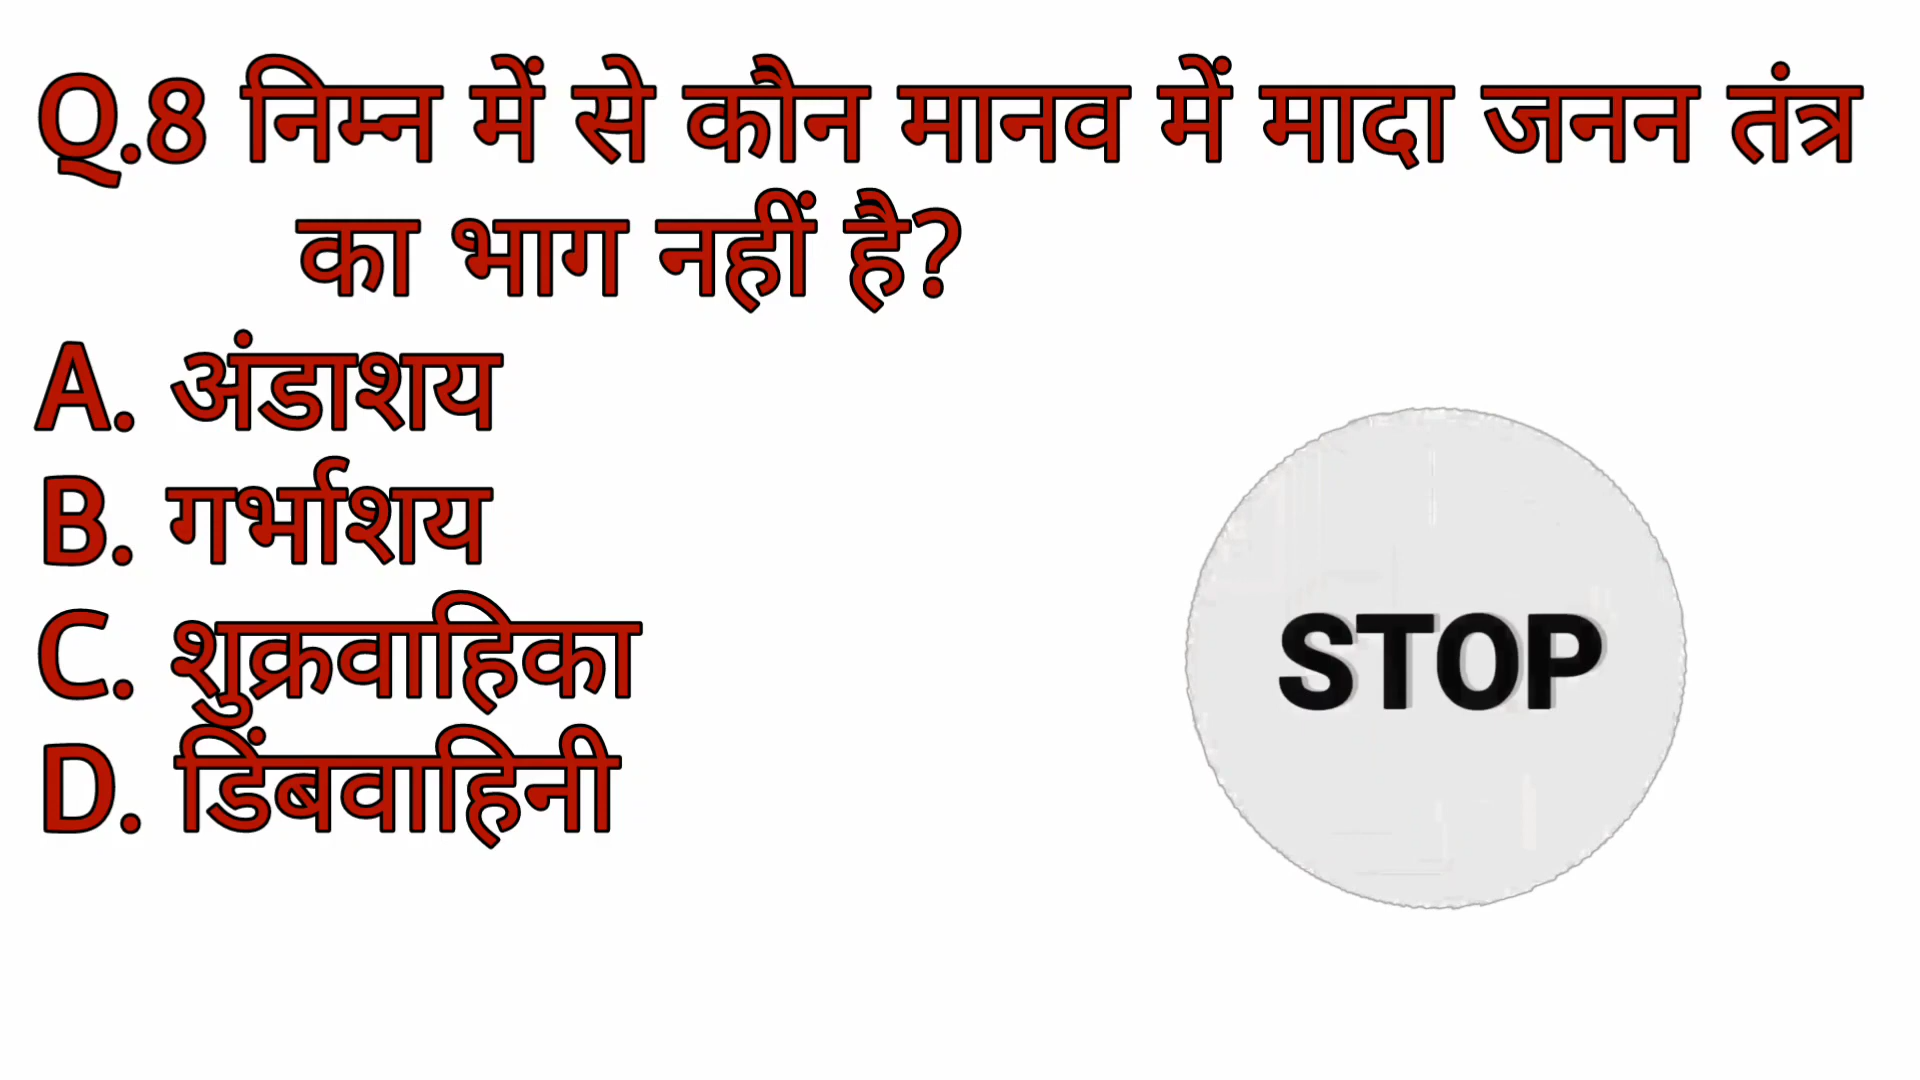 Q.8 निम्न में से कौन मानव में मादा जनन तंत्र
का भाग नहीं है?
A. अंडाशय
B. गर्भाशय
C. शुक्रवाहिका
D. डिंबवाहिनी
STOP